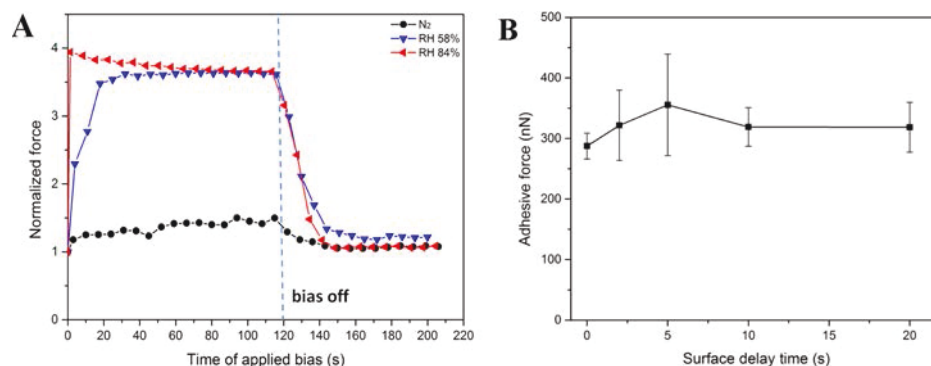 A
N2
RH 58%
RH 84%
4
3
2
1
0
Normalized force
bias off
0 20 40 60 80 100 120 140 160 180 200 220
Time of applied bias (s)
B
500
400
300
200
100
0
Adhesive force (nN)
0 5 10 15 20
Surface delay time (s)